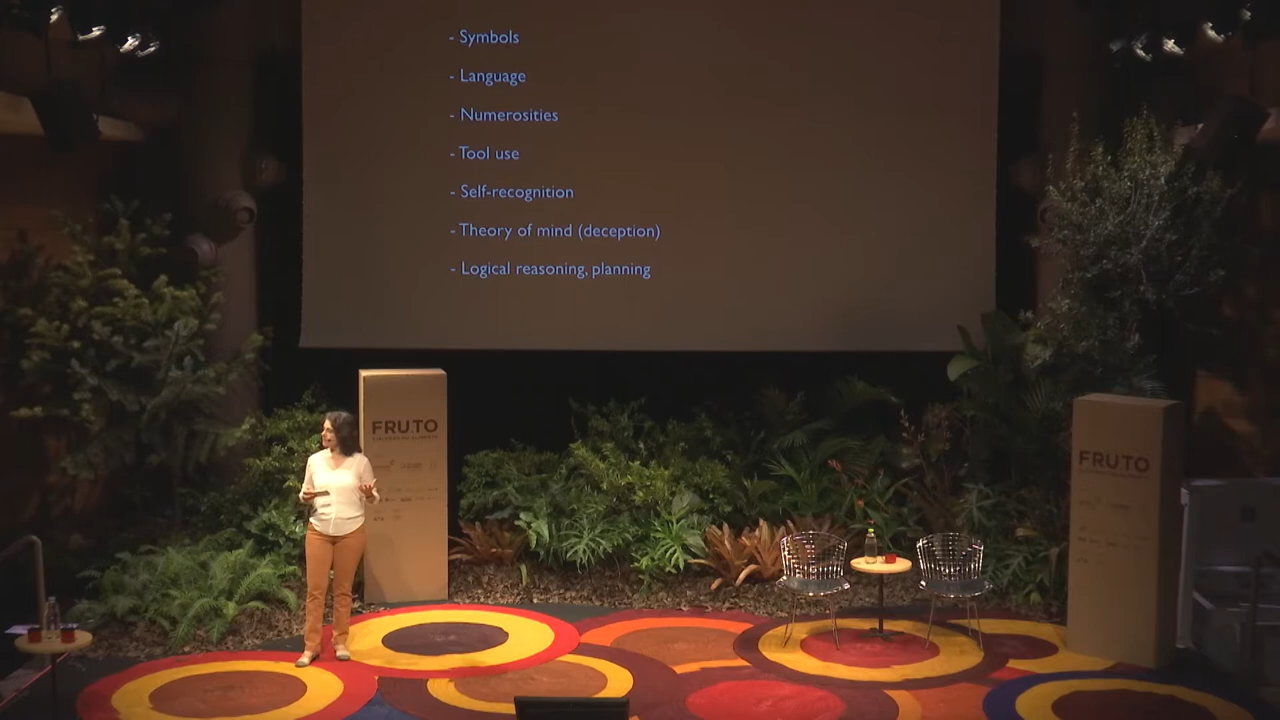 - Symbols
- Language
- Numerosities
- Tool use
- Self-recognition
- Theory of mind (deception)
- Logical reasoning, planning
FRUTO
FRUTO